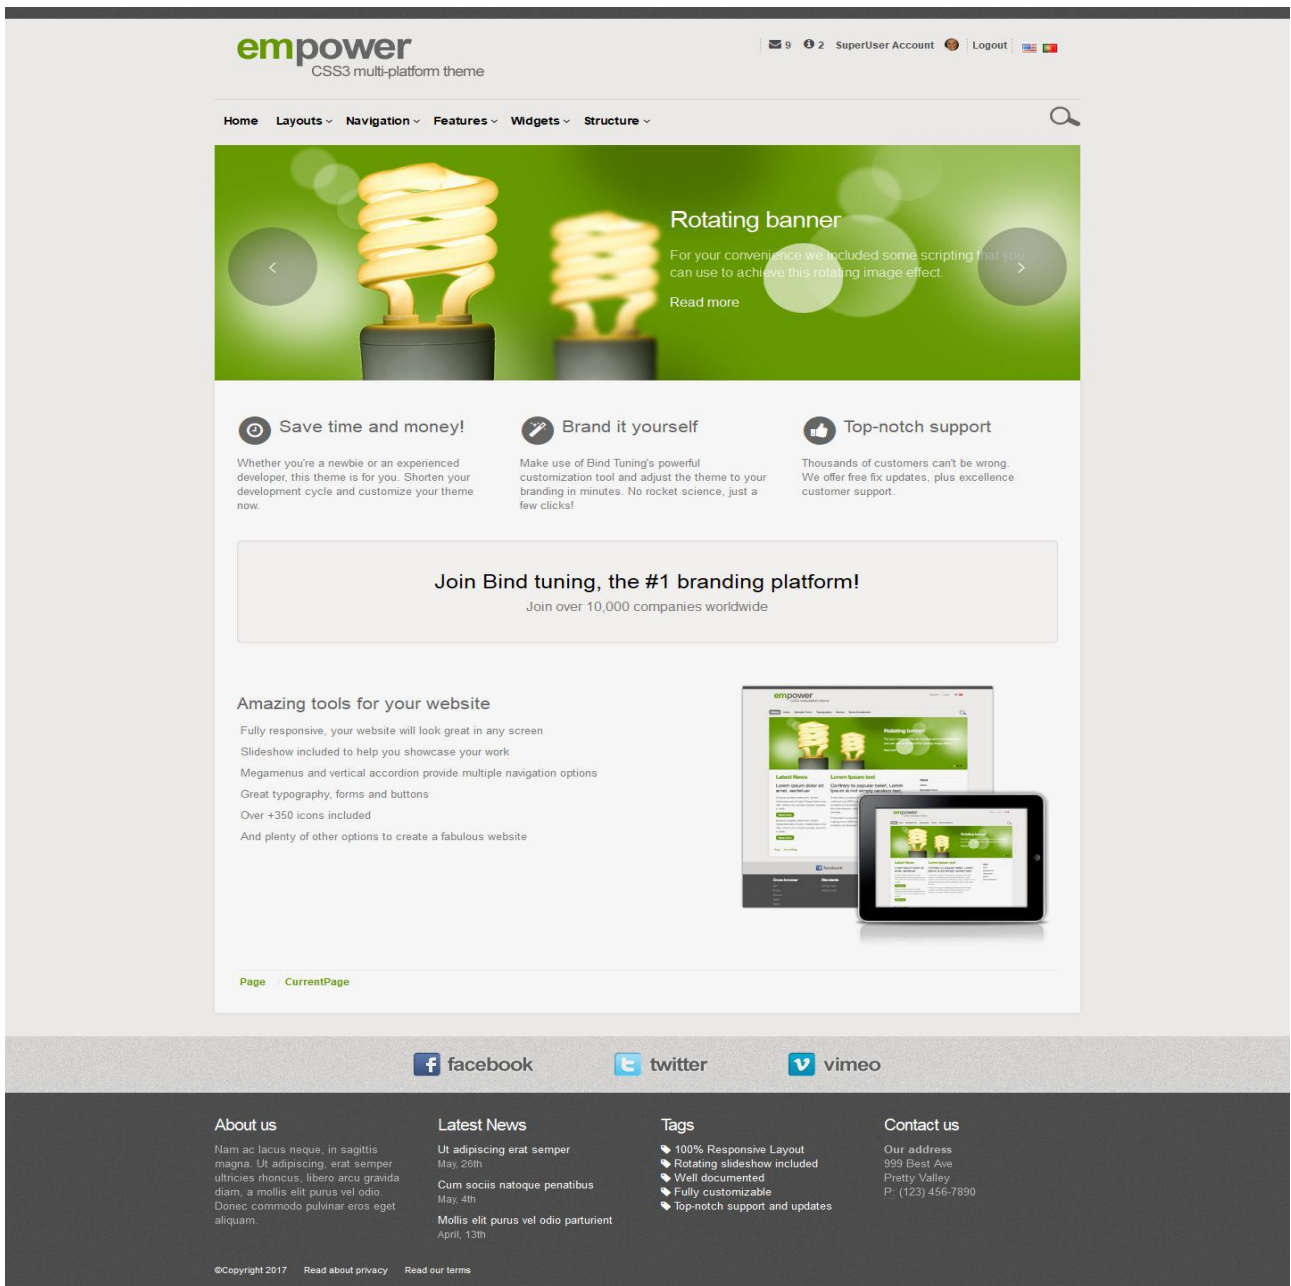 empower
CSS3 multi-platform theme
9 2 SuperUser Account Logout
Home Layouts Navigation Features Widgets Structure
Rotating banner
For your convenience we included some scripting that you
can use to achieve this rotating image effect.
Read more
Save time and money!
Whether you're a newbie or an experienced
developer, this theme is for you. Shorten your
development cycle and customize your theme
now.
Brand it yourself
Make use of Bind Tuning's powerful
customization tool and adjust the theme to your
branding in minutes. No rocket science, just a
few clicks!
Top-notch support
Thousands of customers can't be wrong.
We offer free fix updates, plus excellence
customer support.
Join Bind tuning, the #1 branding platform!
Join over 10,000 companies worldwide
Amazing tools for your website
Fully responsive, your website will look great in any screen
Slideshow included to help you showcase your work
Megamenus and vertical accordion provide multiple navigation options
Great typography, forms and buttons
Over +350 icons included
And plenty of other options to create a fabulous website
empower
Rotating banner
Latest News
Lorem Ipsum text
empower
Page CurrentPage
facebook twitter vimeo
About us
Nam ac lacus neque, in sagittis
magna. Ut adipiscing, erat semper
ultricies rhoncus, libero arcu gravida
diam, a mollis elit purus vel odio.
Donec commodo pulvinar eros eget
aliquam.
Latest News
Ut adipiscing erat semper
May, 26th
Cum sociis natoque penatibus
May, 4th
Mollis elit purus vel odio parturient
April, 13th
Tags
100% Responsive Layout
Rotating slideshow included
Well documented
Fully customizable
Top-notch support and updates
Contact us
Our address
999 Best Ave
Pretty Valley
P: (123) 456-7890
©Copyright 2017 Read about privacy Read our terms